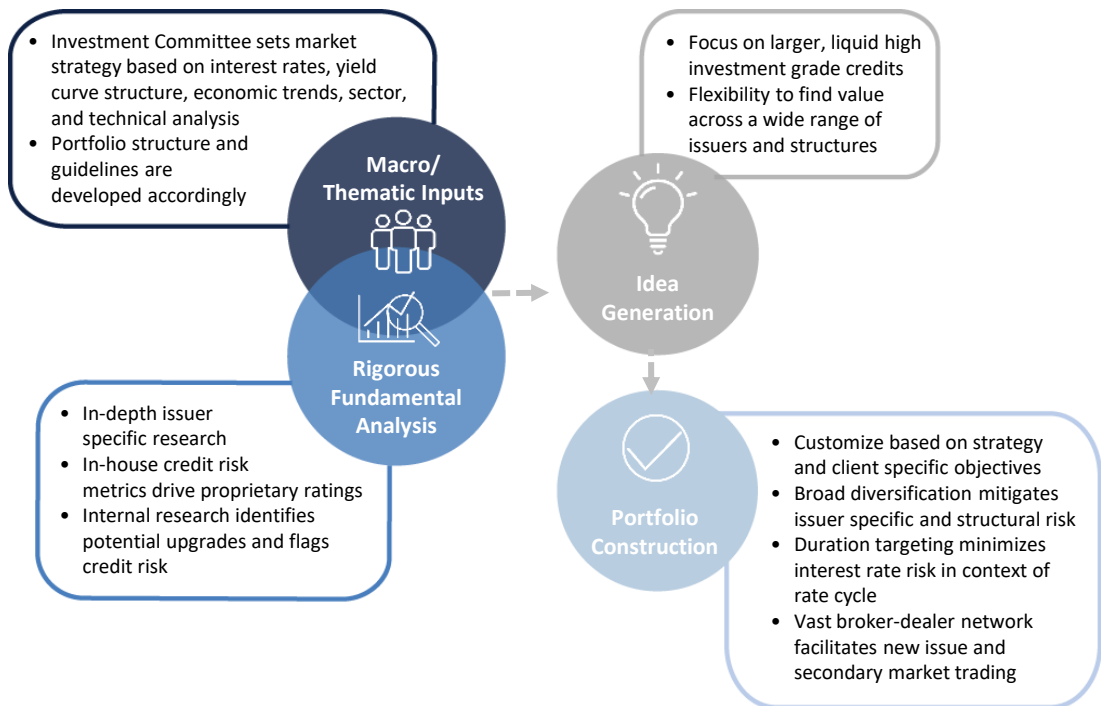 • Investment Committee sets market
strategy based on interest rates, yield
curve structure, economic trends, sector,
and technical analysis
• Portfolio structure and
guidelines are
developed accordingly
Macro/
Thematic Inputs
Rigorous
Fundamental
Analysis
• In-depth issuer
specific research
• In-house credit risk
metrics drive proprietary ratings
• Internal research identifies
potential upgrades and flags
credit risk
• Focus on larger, liquid high
investment grade credits
• Flexibility to find value
across a wide range of
issuers and structures
Idea
Generation
Portfolio
Construction
• Customize based on strategy
and client specific objectives
• Broad diversification mitigates
issuer specific and structural risk
• Duration targeting minimizes
interest rate risk in context of
rate cycle
• Vast broker-dealer network
facilitates new issue and
secondary market trading